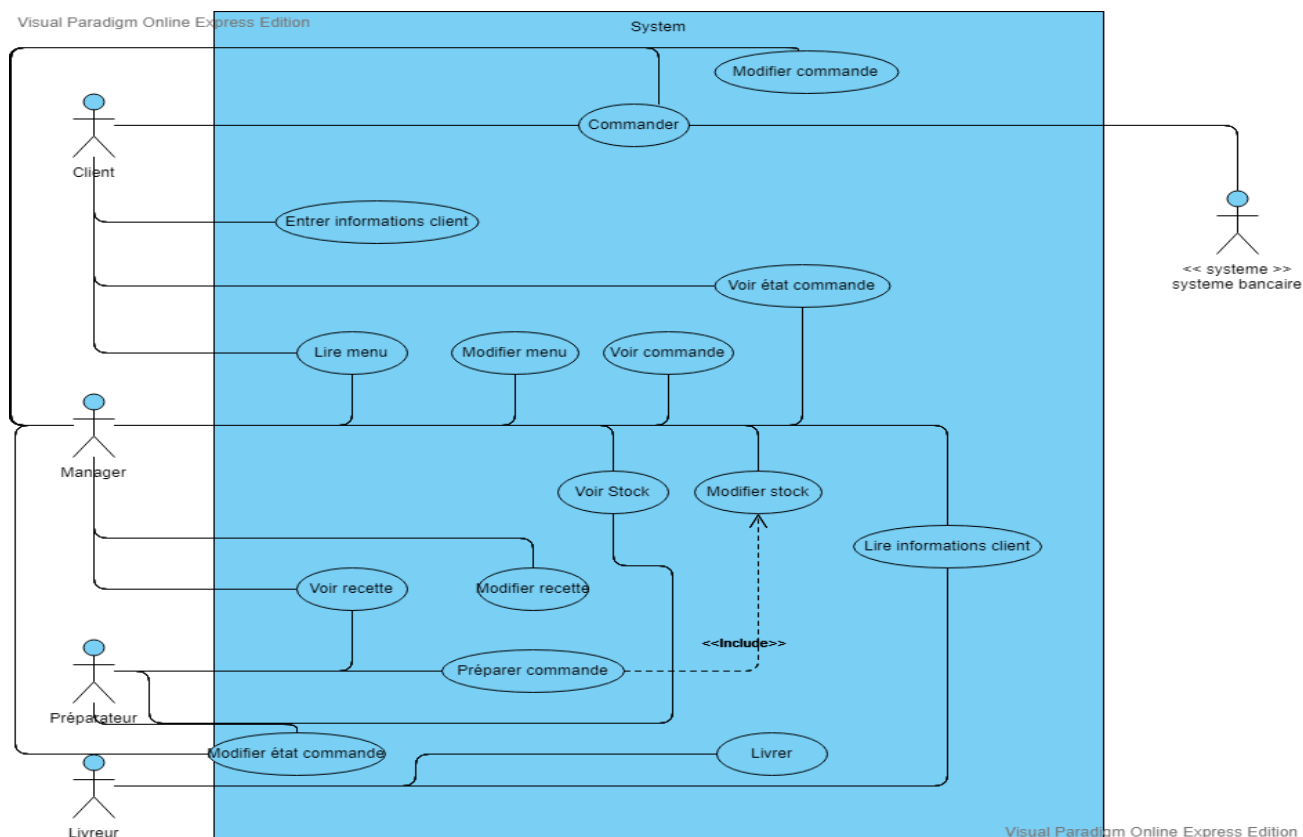 Visual Paradigm Online Express Edition
System
Modifier commande
Commander
Client
Entrer informations client
<< systeme >>
systeme bancaire
Voir état commande
Lire menu
Modifier menu
Voir commande
Manager
Voir Stock
Modifier stock
Lire informations client
Voir recette
Modifier recette
<<Include>>
Préparer commande
Préparateur
Modifier état commande
Livrer
Livreur
Visual Paradigm Online Express Edition